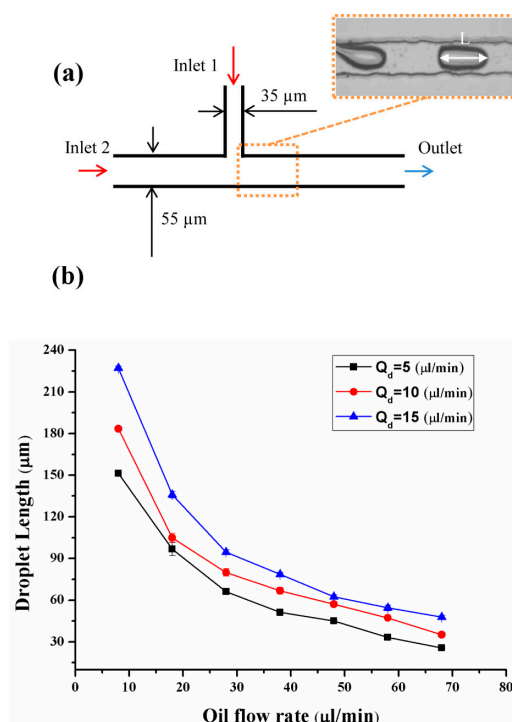 (a)
Inlet 1
L
35 µm
Inlet 2
Outlet
55 µm
(b)
240
210
180
150
120
90
60
30
Droplet Length (µm)
Q_d=5 (µl/min)
Q_d=10 (µl/min)
Q_d=15 (µl/min)
0 10 20 30 40 50 60 70 80
Oil flow rate (µl/min)